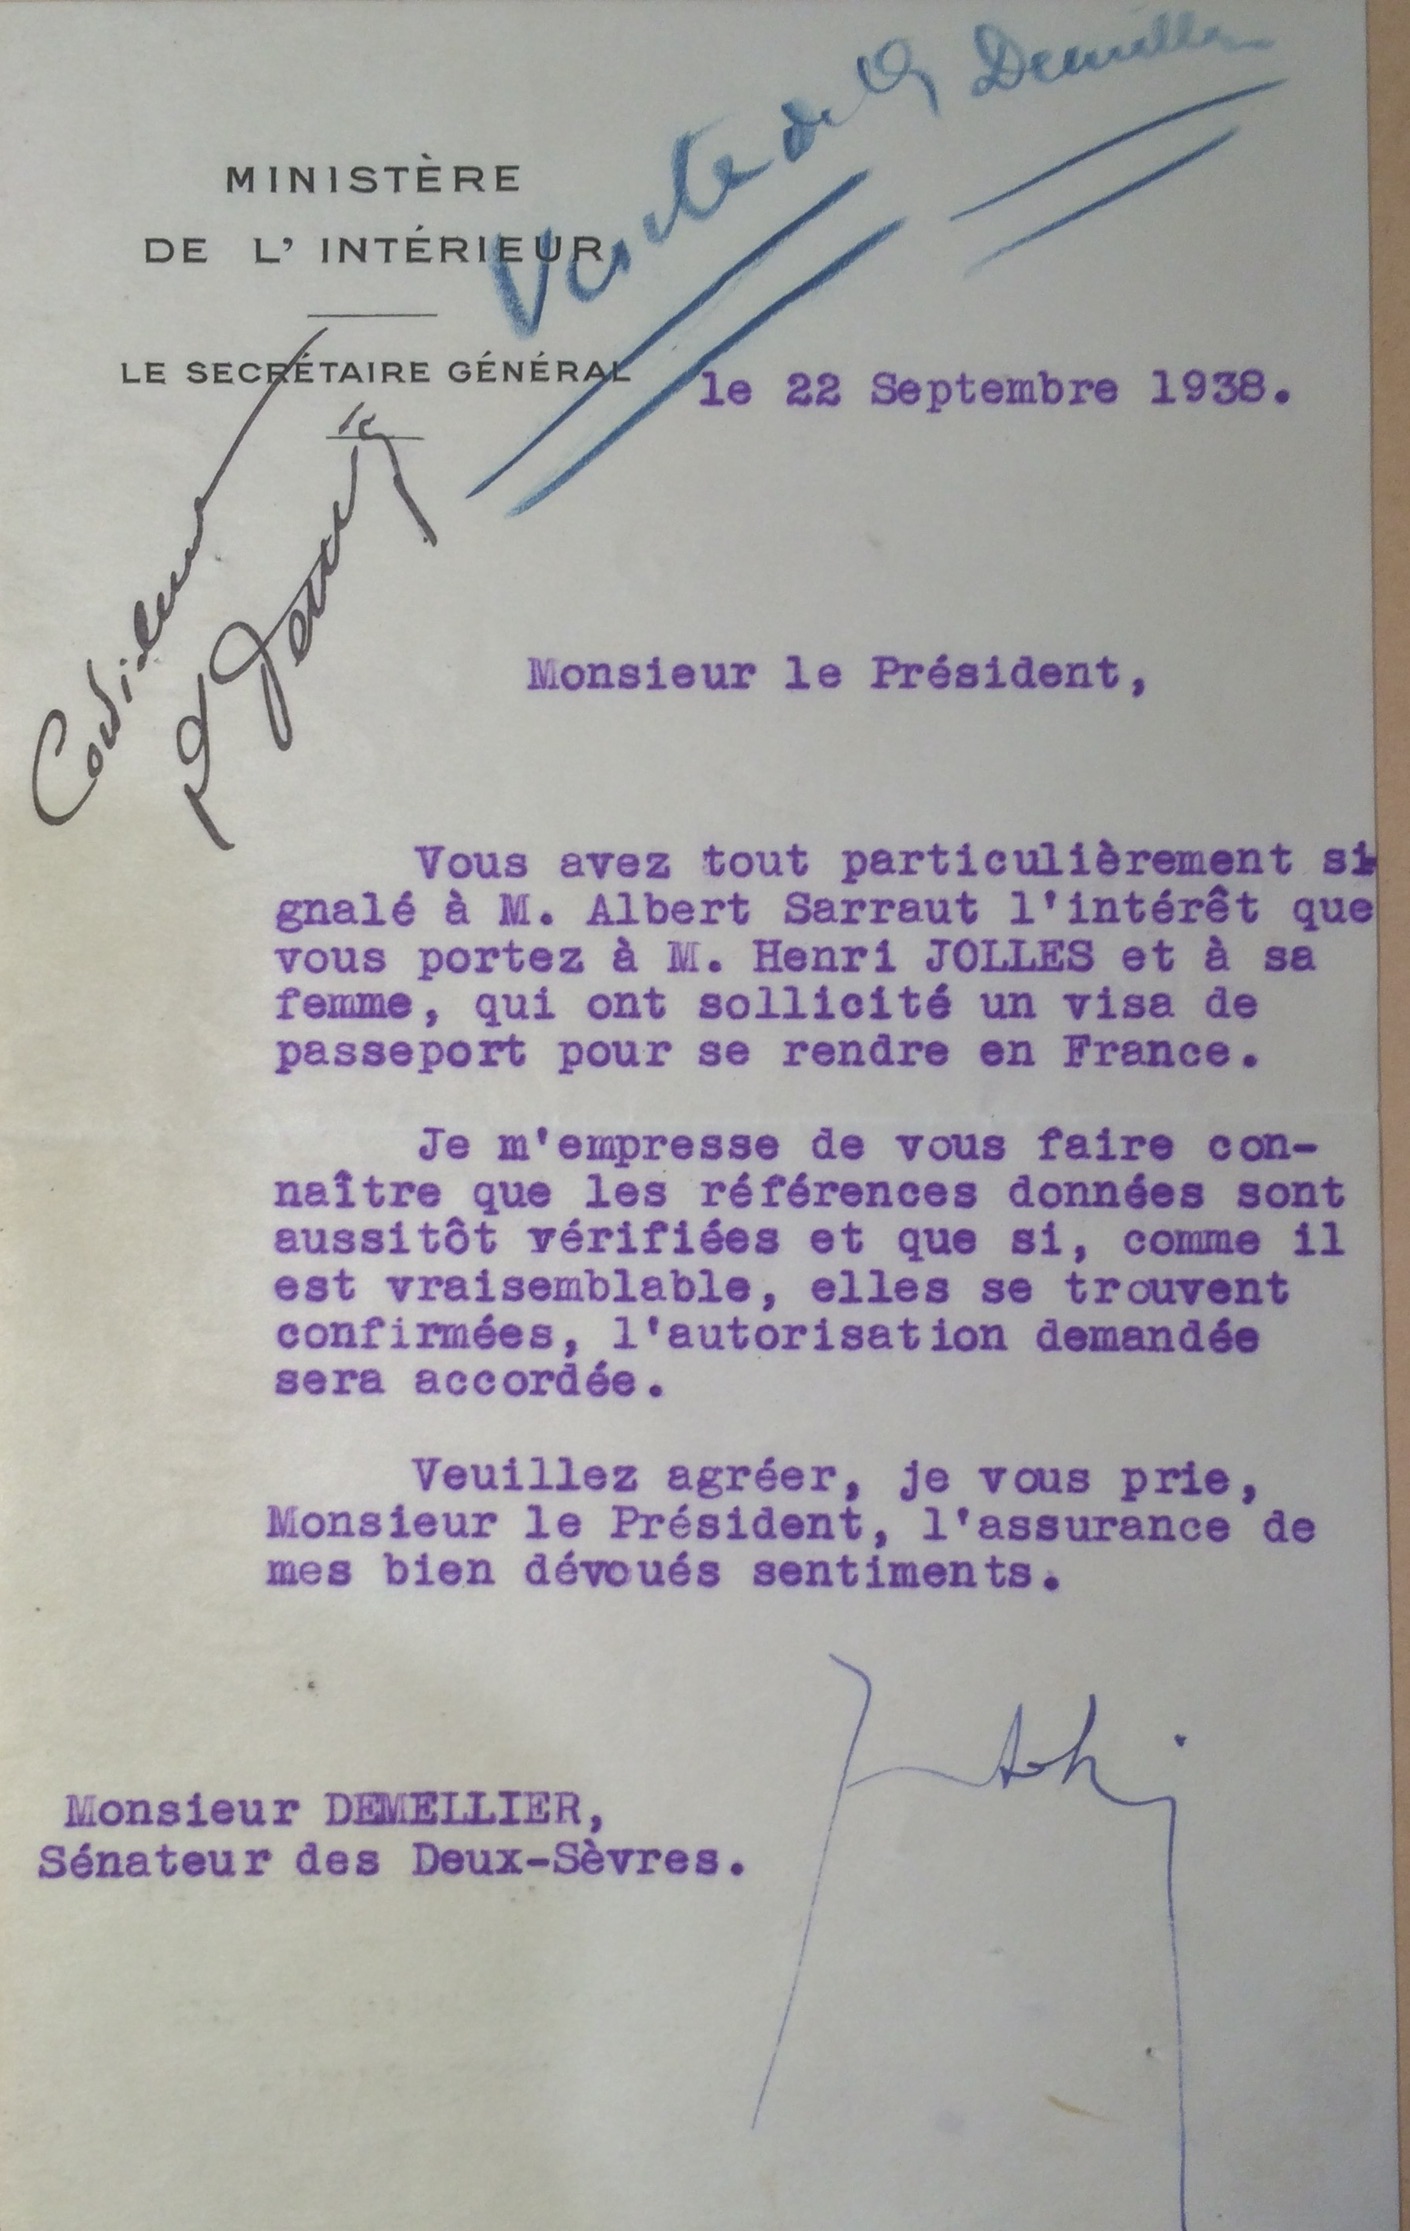 MINISTÈRE
DE L' INTÉRIEUR
LE SECRÉTAIRE GÉNÉRAL
le 22 Septembre 1938.
Monsieur le Président,
Vous avez tout particulièrement si-
gnalé à M. Albert Sarraut l'intérêt que
vous portez à M. Henri JOLLES et à sa
femme, qui ont sollicité un visa de
passeport pour se rendre en France.
Je m'empresse de vous faire con-
naître que les références données sont
aussitôt vérifiées et que si, comme il
est vraisemblable, elles se trouvent
confirmées, l'autorisation demandée
sera accordée.
Veuillez agréer, je vous prie,
Monsieur le Président, l'assurance de
mes bien dévoués sentiments.
Monsieur DEMELLIER,
Sénateur des Deux-Sèvres.